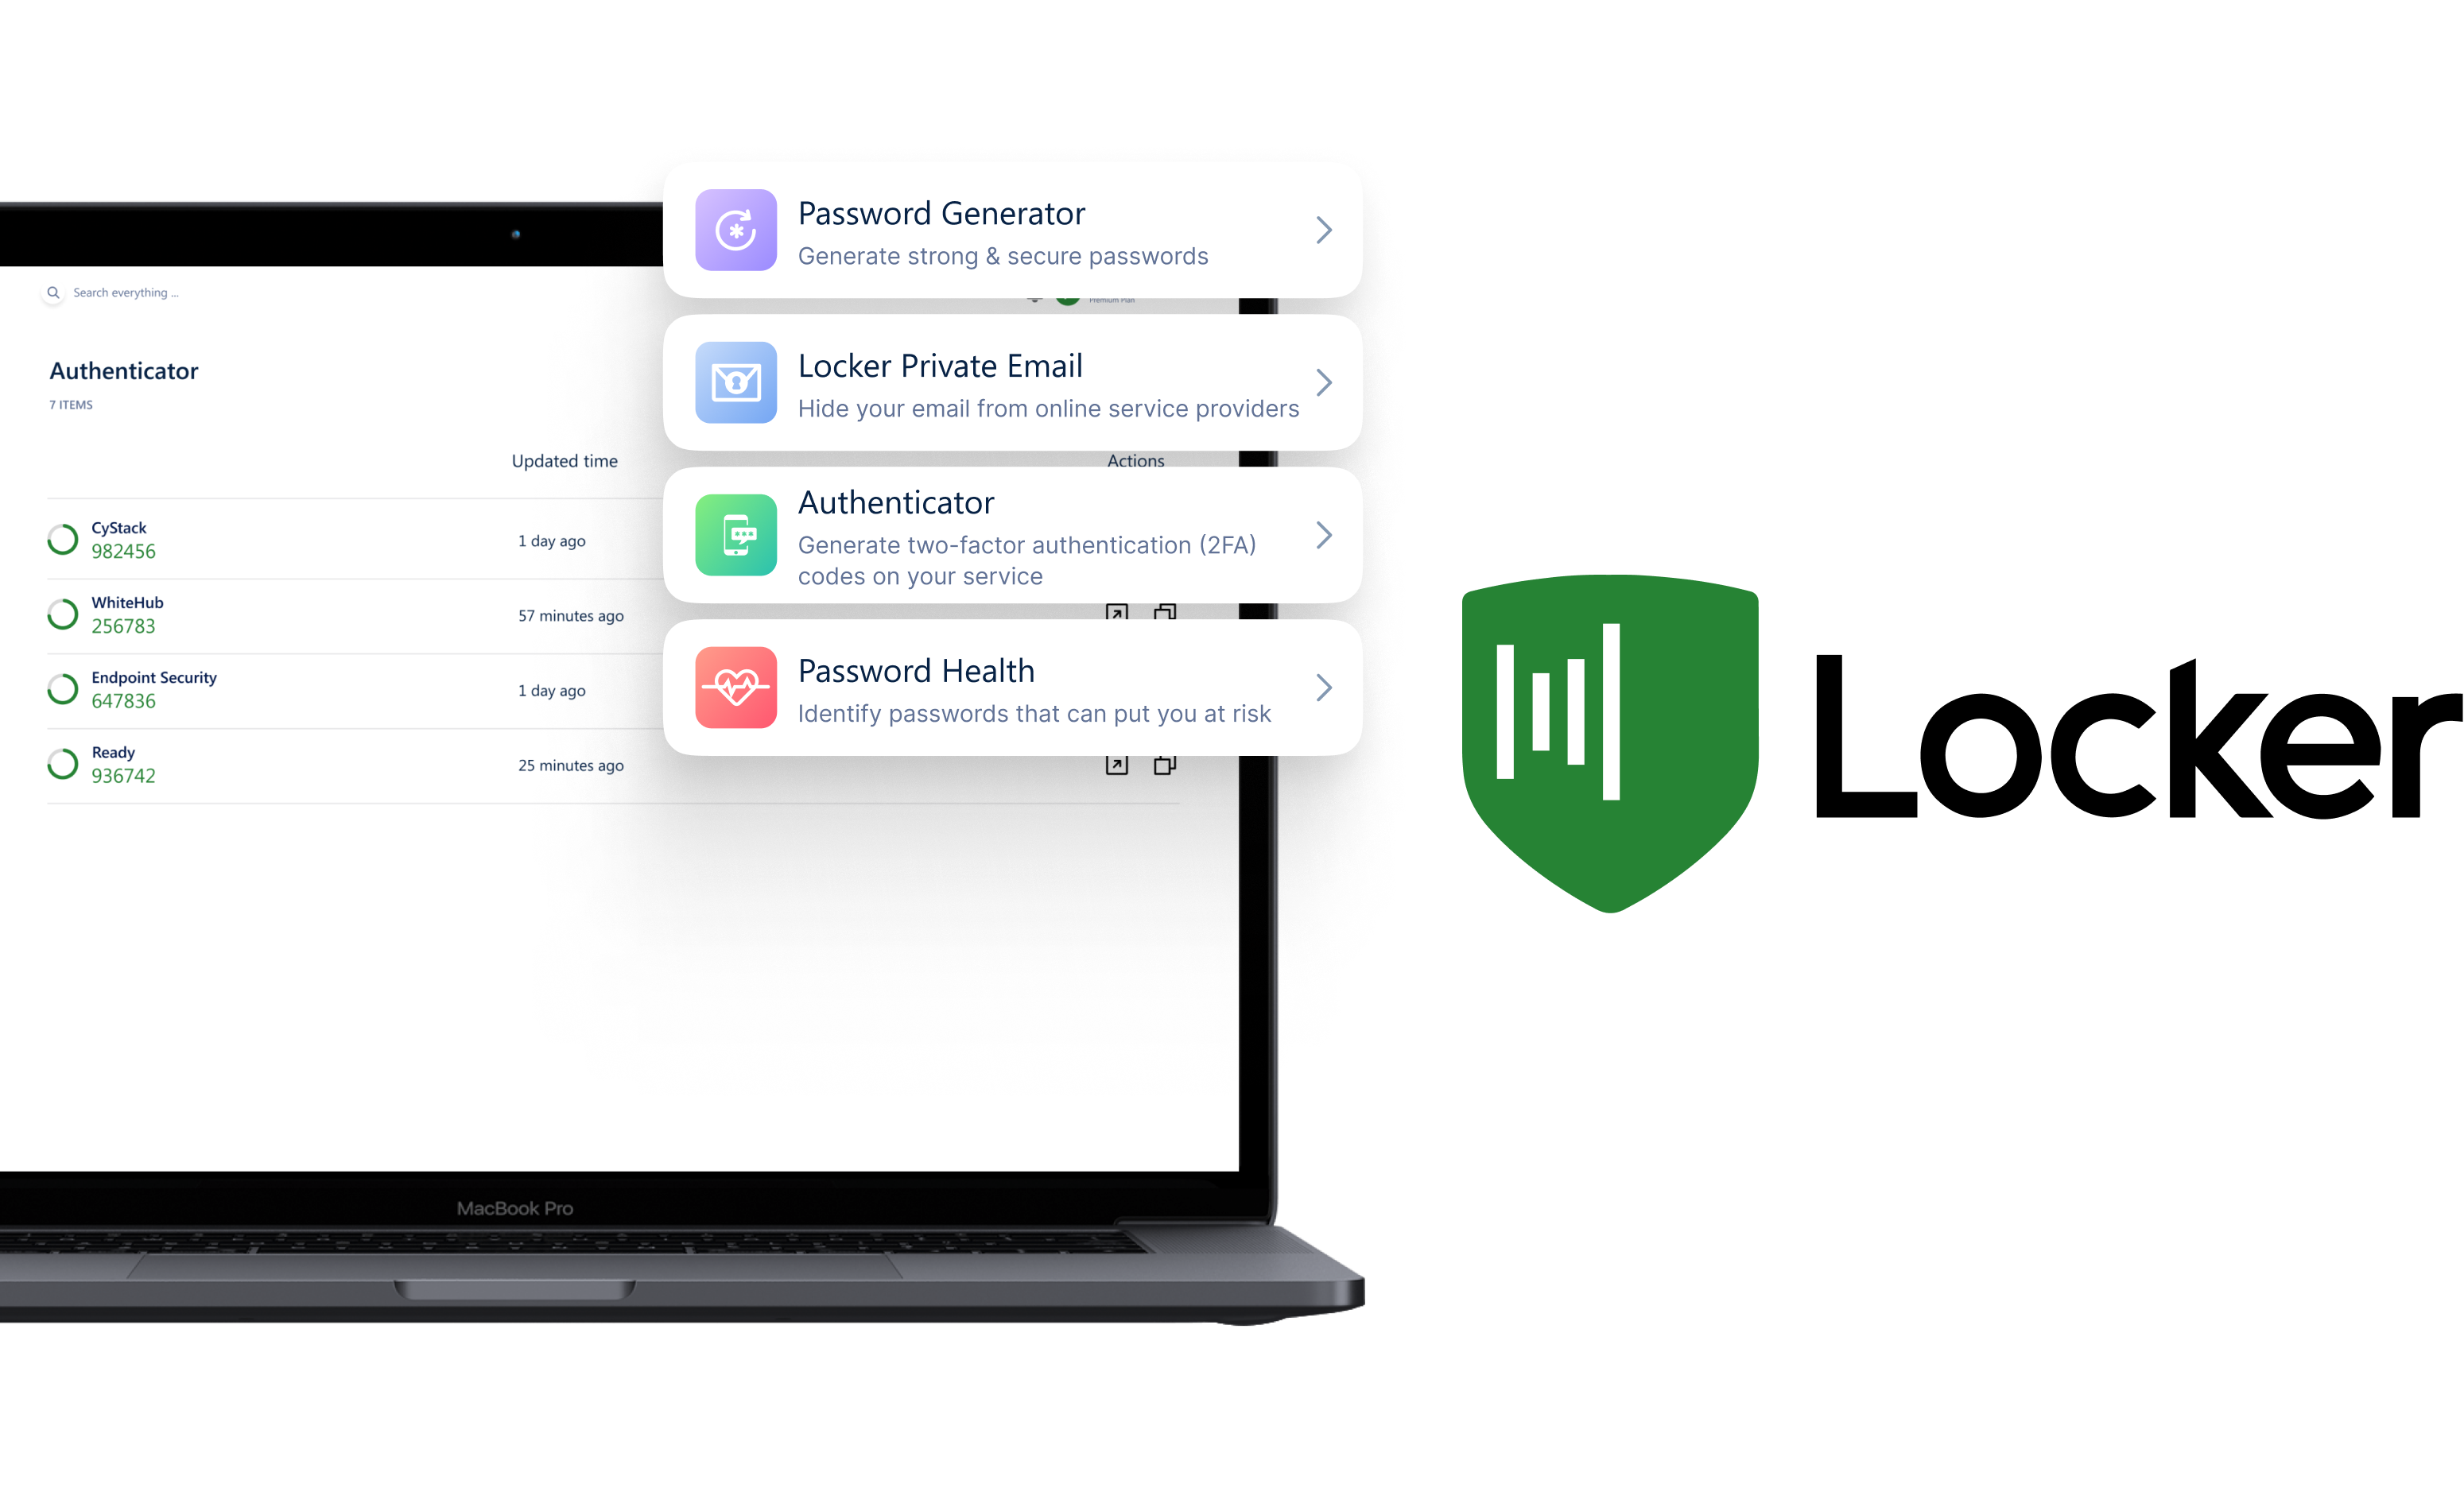 Password Generator
Generate strong & secure passwords
Search everything ...
Premium Plan
Locker Private Email
Hide your email from online service providers
Authenticator
7 ITEMS
Updated time
Actions
Authenticator
Generate two-factor authentication (2FA)
codes on your service
CyStack
982456
1 day ago
WhiteHub
256783
57 minutes ago
Endpoint Security
647836
1 day ago
Password Health
Identify passwords that can put you at risk
Ready
936742
25 minutes ago
Locker
MacBook Pro